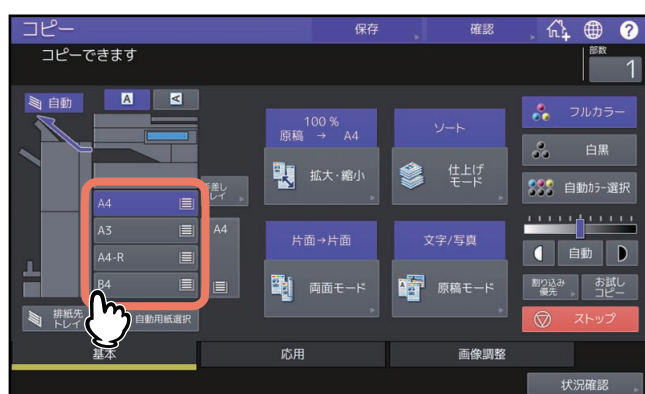 コピー
保存
確認
コピーできます
部数
1
自動
A
A
100 %
原稿 → A4
ソート
フルカラー
拡大・縮小
仕上げ
モード
白黒
自動カラー選択
A4
A3
A4-R
B4
A4
片面→片面
文字/写真
自動
両面モード
原稿モード
割り込み
優先
お試し
コピー
排紙先
トレイ
自動用紙選択
ストップ
基本
応用
画像調整
状況確認